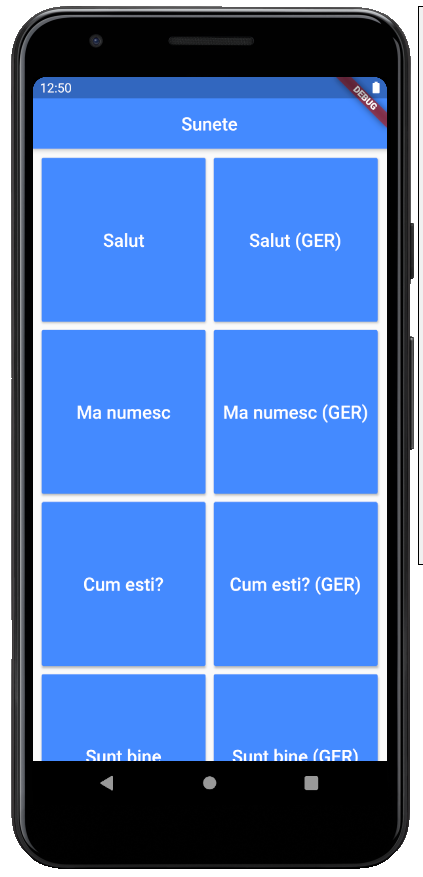 12:50
DEBUG
Sunete
Salut
Salut (GER)
Ma numesc
Ma numesc (GER)
Cum esti?
Cum esti? (GER)
Sunt bine
Sunt bine (GER)